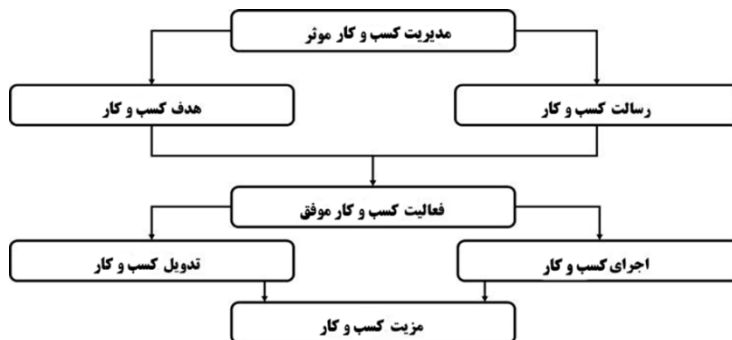 مدیریت کسب و کار موثر
رسالت کسب و کار
هدف کسب و کار
فعالیت کسب و کار موفق
اجرای کسب و کار
تدویل کسب و کار
مزیت کسب و کار